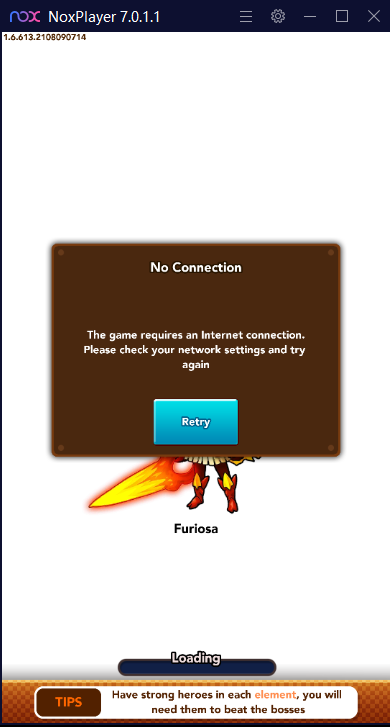 nox NoxPlayer 7.0.1.1
1.6.613.2108090714
No Connection
The game requires an Internet connection.
Please check your network settings and try
again
Retry
Furiosa
Loading
TIPS
Have strong heroes in each element, you will
need them to beat the bosses